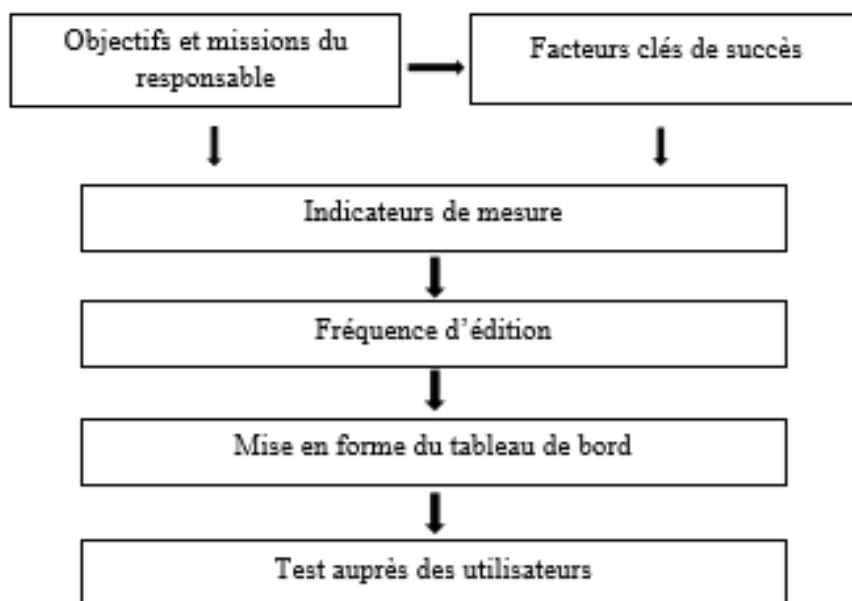 Objectifs et missions du
responsable
Facteurs clés de succès
Indicateurs de mesure
Fréquence d’édition
Mise en forme du tableau de bord
Test auprès des utilisateurs